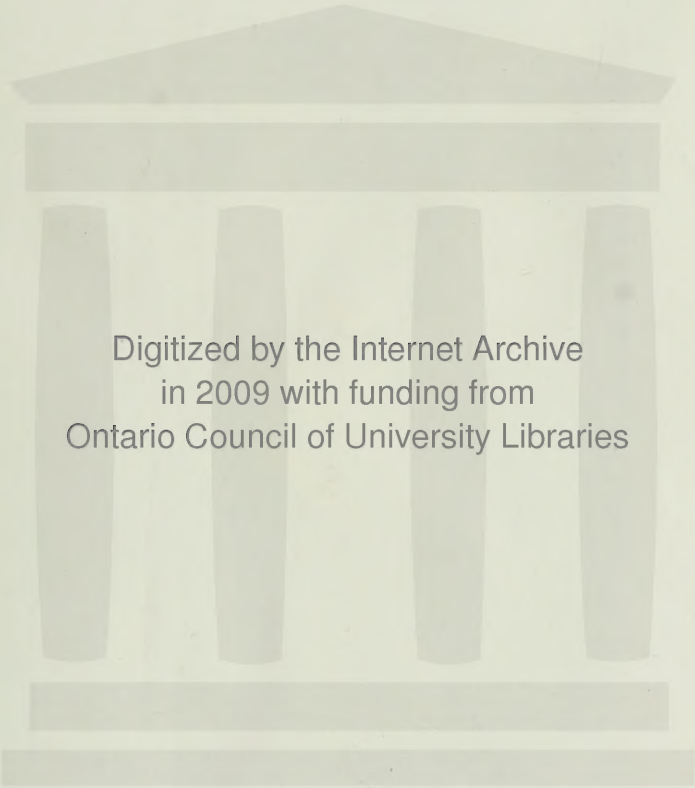 Digitized by the Internet Archive
in 2009 with funding from
Ontario Council of University Libraries